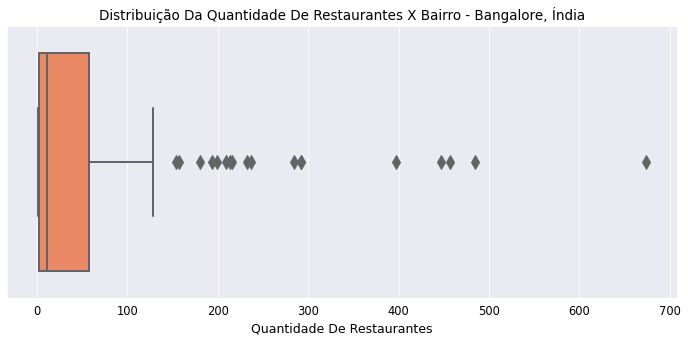 Distribuição Da Quantidade De Restaurantes X Bairro - Bangalore, Índia
0 100 200 300 400 500 600 700
Quantidade De Restaurantes